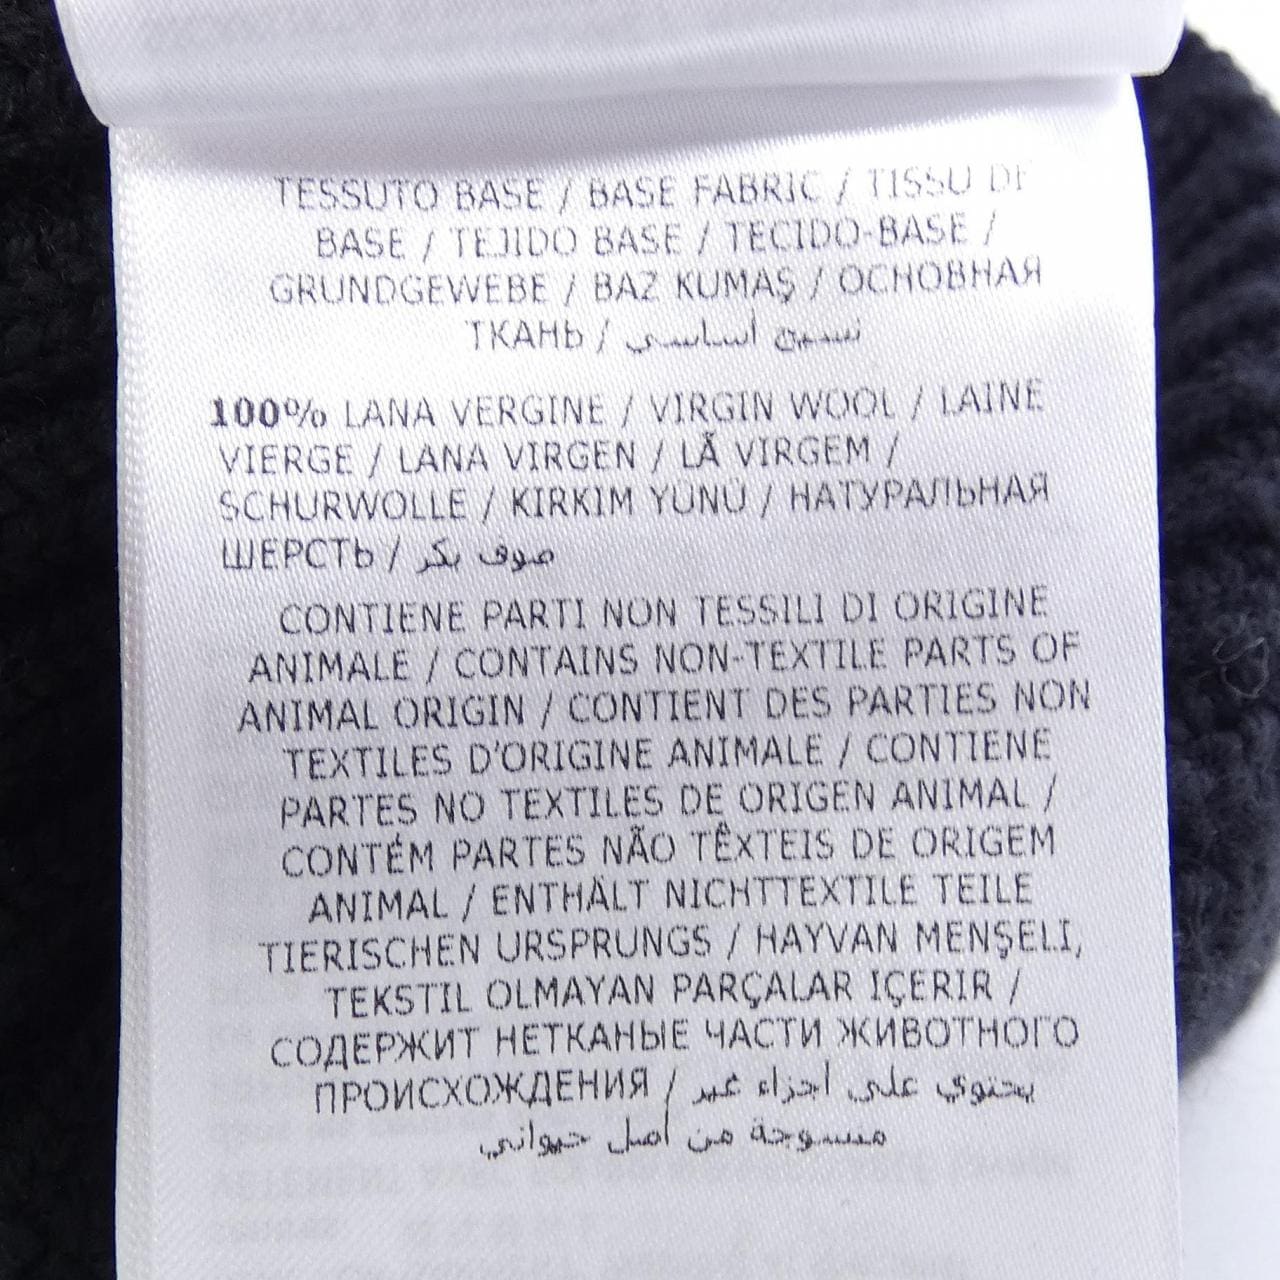 TESSUTO BASE / BASE FABRIC / TISSU DE
BASE / TEJIDO BASE / TECIDO-BASE /
GRUNDGEWEBE / BAZ KUMAŞ / ОСНОВНАЯ
ТКАНЬ / نسيج أساسي
100% LANA VERGINE / VIRGIN WOOL / LAINE
VIERGE / LANA VIRGEN / LÃ VIRGEM /
SCHURWOLLE / KIRKIM YÜNÜ / НАТУРАЛЬНАЯ
ШЕРСТЬ / صوف بكر
CONTIENE PARTI NON TESSILI DI ORIGINE
ANIMALE / CONTAINS NON-TEXTILE PARTS OF
ANIMAL ORIGIN / CONTIENT DES PARTIES NON
TEXTILES D'ORIGINE ANIMALE / CONTIENE
PARTES NO TEXTILES DE ORIGEN ANIMAL /
CONTÉM PARTES NÃO TÊXTEIS DE ORIGEM
ANIMAL / ENTHÄLT NICHTTEXTILE TEILE
TIERISCHEN URSPRUNGS / HAYVAN MENŞELI,
TEKSTIL OLMAYAN PARÇALAR IÇERIR /
СОДЕРЖИТ НЕТКАНЫЕ ЧАСТИ ЖИВОТНОГО
ПРОИСХОЖДЕНИЯ / يحتوي على أجزاء غير
منسوجة من أصل حيواني